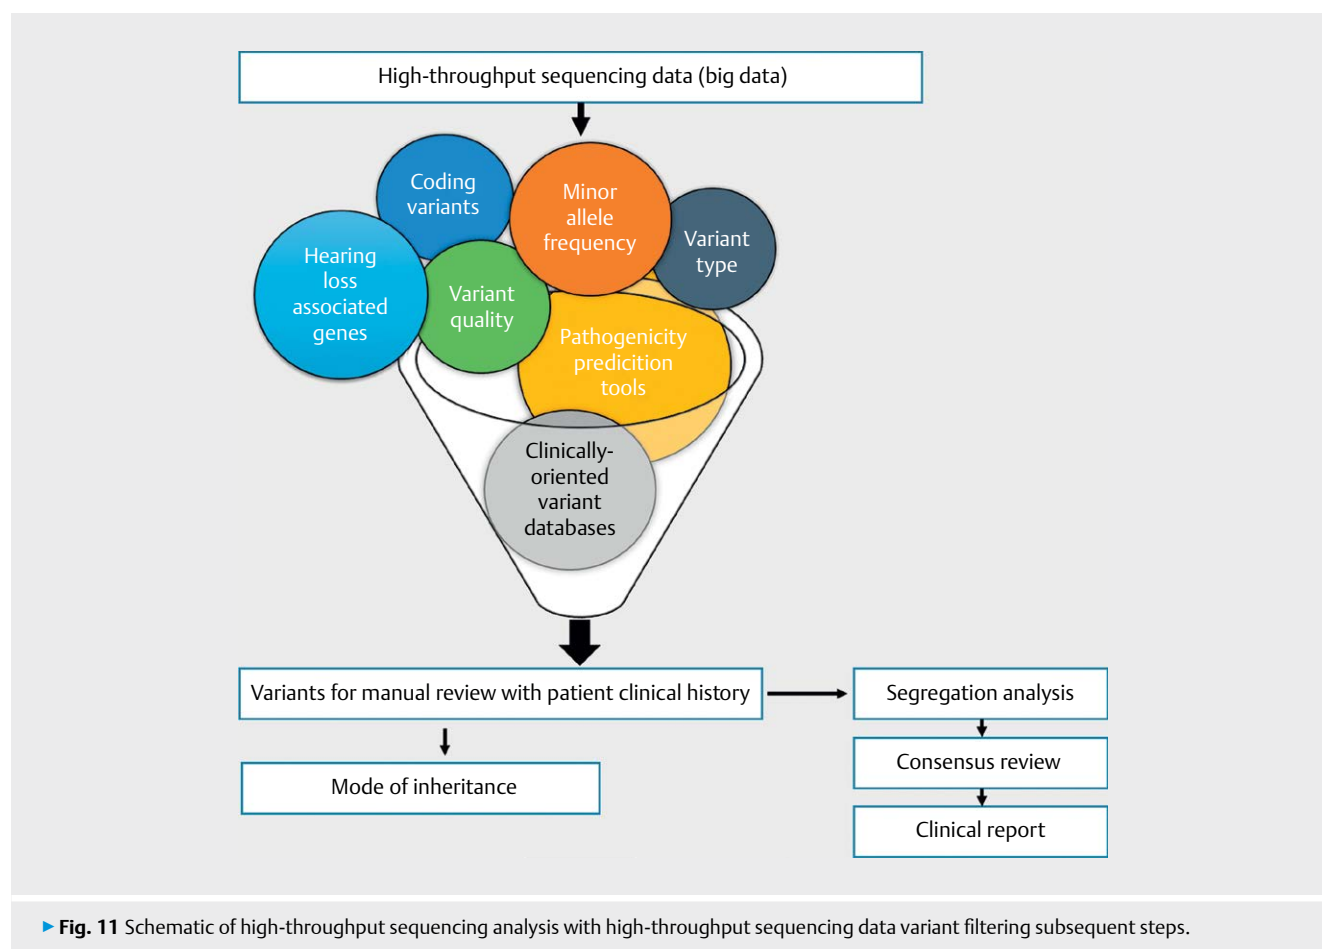 High-throughput sequencing data (big data)
Coding
variants
Minor
allele
frequency
Variant
type
Hearing
loss
associated
genes
Variant
quality
Pathogenicity
predicition
tools
Clinically-
oriented
variant
databases
Variants for manual review with patient clinical history
Segregation analysis
Mode of inheritance
Consensus review
Clinical report
▶ Fig. 11 Schematic of high-throughput sequencing analysis with high-throughput sequencing data variant filtering subsequent steps.